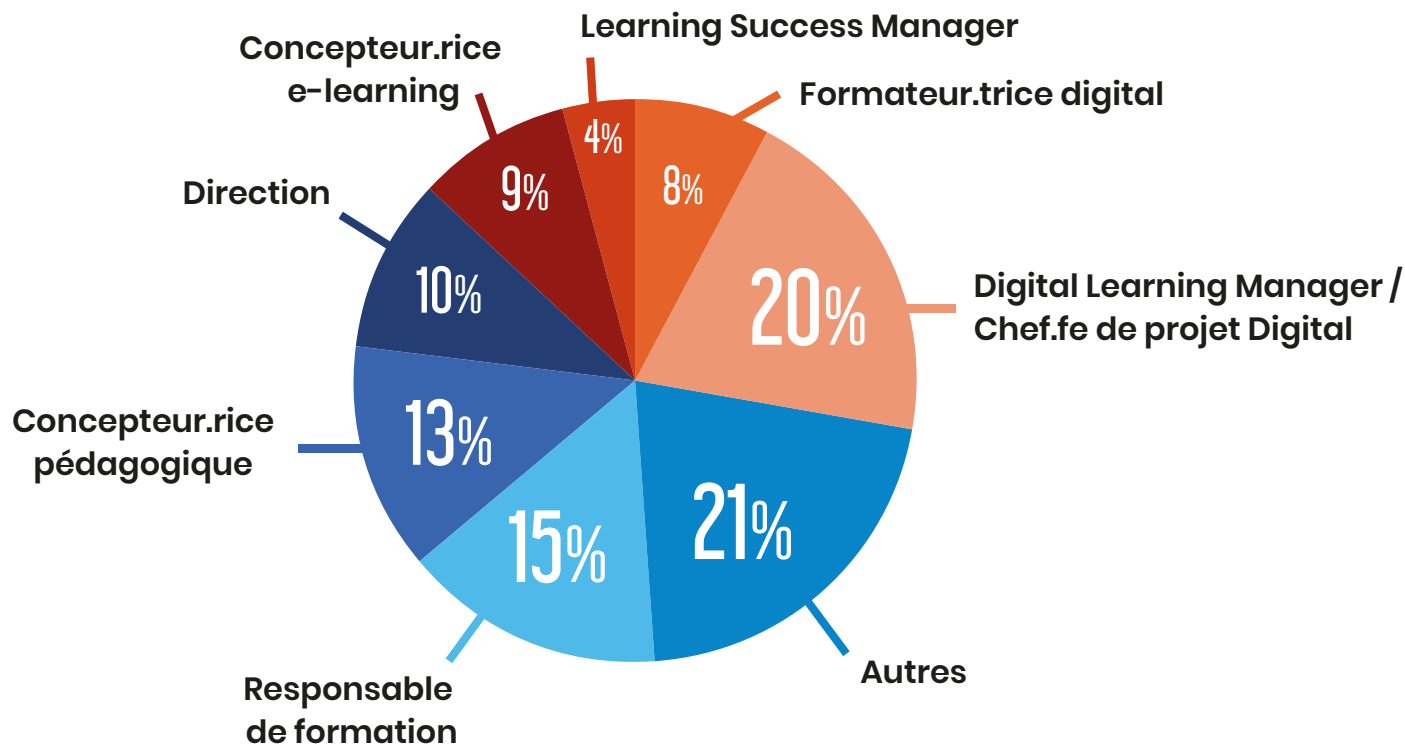 Learning Success Manager
Concepteur.rice
e-learning
Formateur.trice digital
4%
9%
8%
Direction
10%
20%
Digital Learning Manager /
Chef.fe de projet Digital
Concepteur.rice
pédagogique
13%
15%
21%
Autres
Responsable
de formation